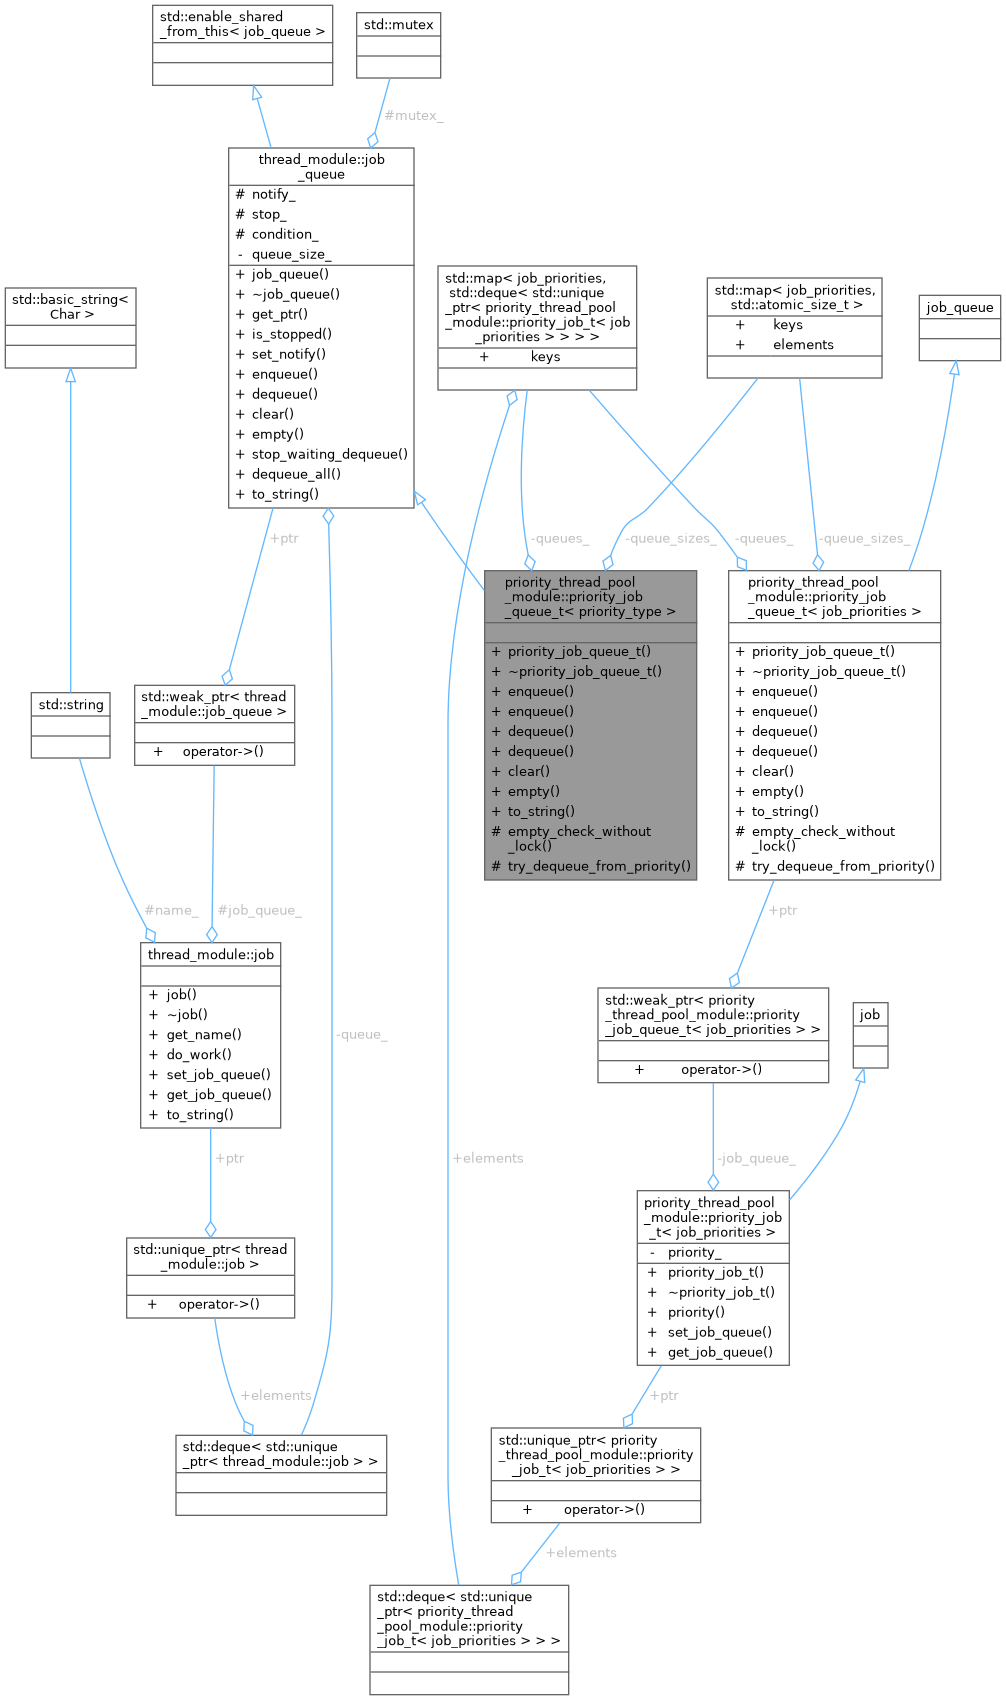 std::enable_shared
_from_this< job_queue >
std::mutex
#mutex_
thread_module::job
_queue
# notify_
# stop_
# condition_
- queue_size_
+ job_queue()
+ ~job_queue()
+ get_ptr()
+ is_stopped()
+ set_notify()
+ enqueue()
+ dequeue()
+ clear()
+ empty()
+ stop_waiting_dequeue()
+ dequeue_all()
+ to_string()
std::basic_string<
Char >
std::map< job_priorities,
std::deque< std::unique
_ptr< priority_thread_pool
_module::priority_job_t< job
_priorities > > > >
+ keys
std::map< job_priorities,
std::atomic_size_t >
+ keys
+ elements
job_queue
+ptr
-queues_
-queue_sizes_
-queues_
-queue_sizes_
priority_thread_pool
_module::priority_job
_queue_t< priority_type >
+ priority_job_queue_t()
+ ~priority_job_queue_t()
+ enqueue()
+ enqueue()
+ dequeue()
+ dequeue()
+ clear()
+ empty()
+ to_string()
# empty_check_without
_lock()
# try_dequeue_from_priority()
priority_thread_pool
_module::priority_job
_queue_t< job_priorities >
+ priority_job_queue_t()
+ ~priority_job_queue_t()
+ enqueue()
+ enqueue()
+ dequeue()
+ dequeue()
+ clear()
+ empty()
+ to_string()
# empty_check_without
_lock()
# try_dequeue_from_priority()
std::string
std::weak_ptr< thread
_module::job_queue >
+ operator->()
#name_
#job_queue_
+ptr
thread_module::job
+ job()
+ ~job()
+ get_name()
+ do_work()
+ set_job_queue()
+ get_job_queue()
+ to_string()
-queue_
std::weak_ptr< priority
_thread_pool_module::priority
_job_queue_t< job_priorities > >
+ operator->()
job
+ptr
+elements
-job_queue_
priority_thread_pool
_module::priority_job
_t< job_priorities >
- priority_
+ priority_job_t()
+ ~priority_job_t()
+ priority()
+ set_job_queue()
+ get_job_queue()
std::unique_ptr< thread
_module::job >
+ operator->()
+elements
+ptr
std::deque< std::unique
_ptr< thread_module::job > >
std::unique_ptr< priority
_thread_pool_module::priority
_job_t< job_priorities > >
+ operator->()
+elements
std::deque< std::unique
_ptr< priority_thread
_pool_module::priority
_job_t< job_priorities > > >